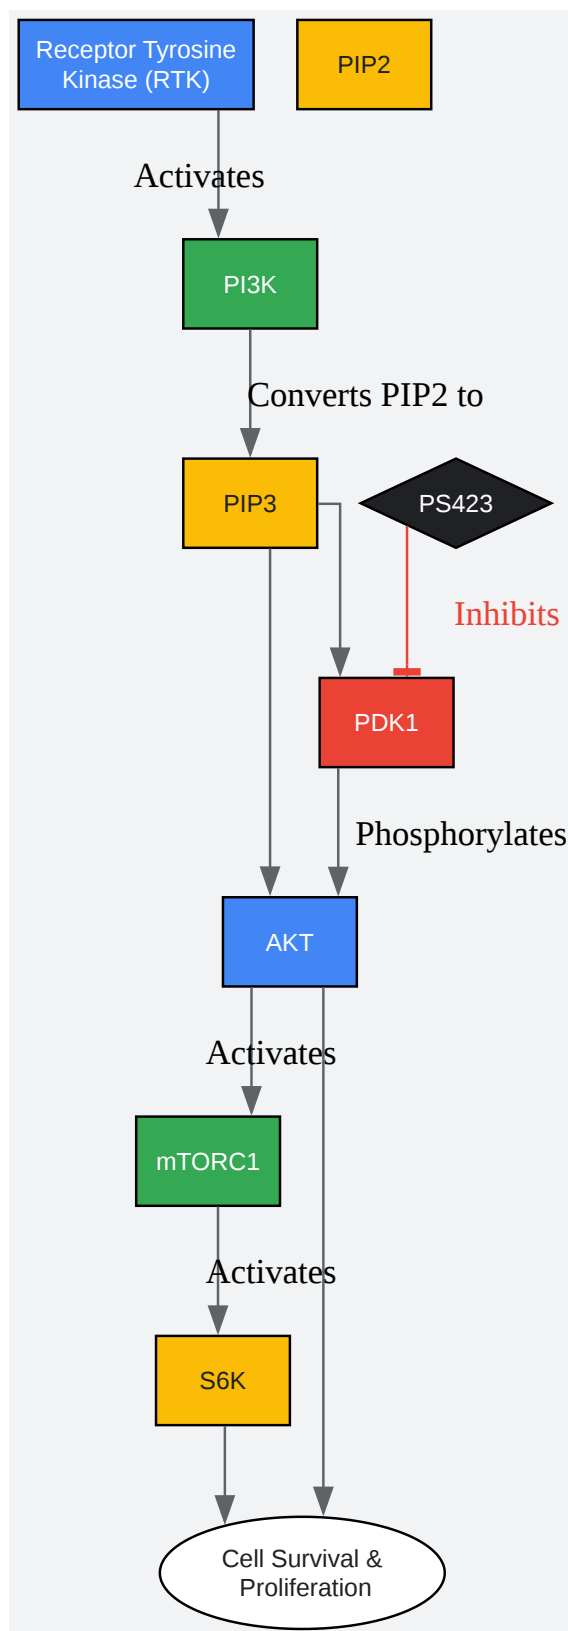 Receptor Tyrosine
Kinase (RTK)
PIP2
Activates
PI3K
Converts PIP2 to
PIP3
PS423
Inhibits
PDK1
Phosphorylates
AKT
Activates
mTORC1
Activates
S6K
Cell Survival &
Proliferation